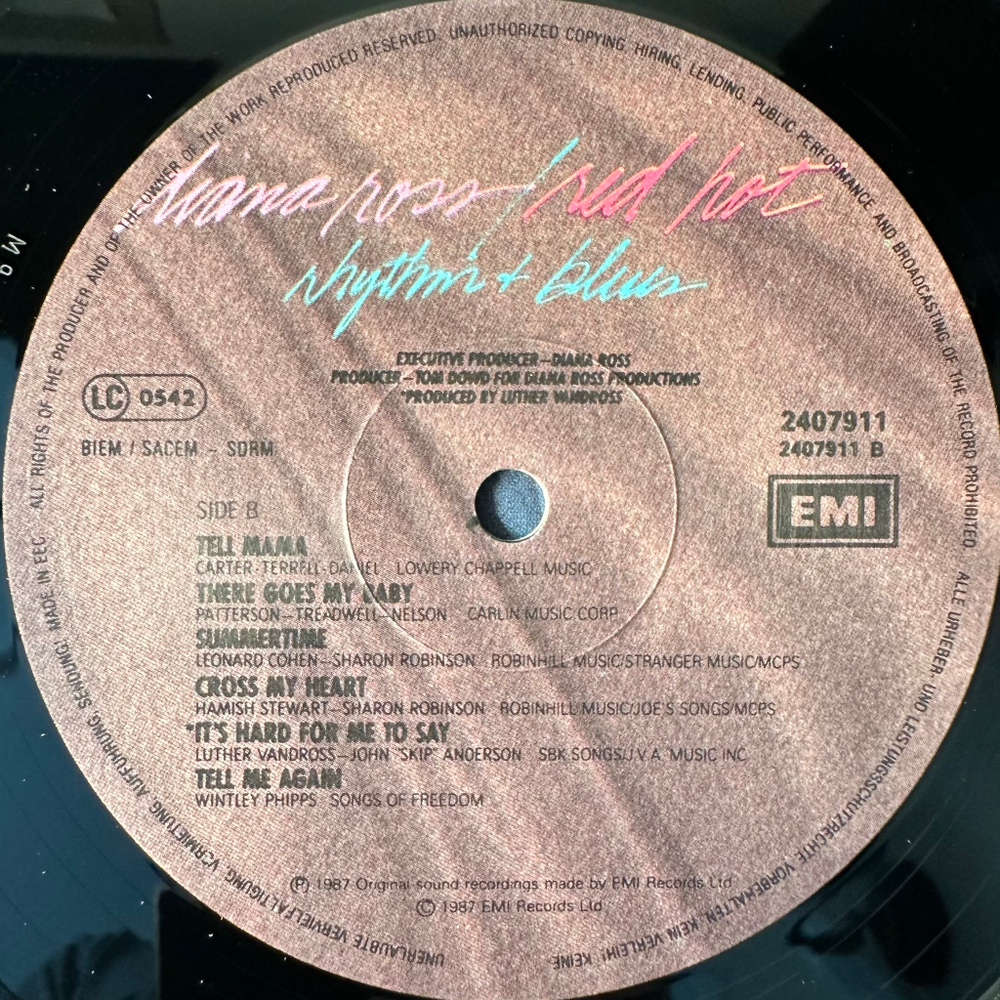 ALL RIGHTS OF THE PRODUCER AND OF THE OWNER OF THE WORK REPRODUCED RESERVED. UNAUTHORIZED COPYING, HIRING, LENDING, PUBLIC PERFORMANCE AND BROADCASTING OF THE RECORD PROHIBITED. ALLE URHEBER- UND LEISTUNGSSCHUTZRECHTE VORBEHALTEN. KEIN VERLEIH! KEINE UNERLAUBTE VERVIELFÄLTIGUNG, VERMIETUNG, AUFFÜHRUNG, SENDUNG! MADE IN EEC
diana ross / red hot
rhythm + blues
EXECUTIVE PRODUCER—DIANA ROSS
PRODUCER—TOM DOWD FOR DIANA ROSS PRODUCTIONS
*PRODUCED BY LUTHER VANDROSS
LC 0542
BIEM / SACEM - SDRM
2407911
2407911 B
EMI
SIDE B
TELL MAMA
CARTER-TERRELL-DANIEL LOWERY CHAPPELL MUSIC
THERE GOES MY BABY
PATTERSON—TREADWELL—NELSON CARLIN MUSIC CORP.
SUMMERTIME
LEONARD COHEN—SHARON ROBINSON ROBINHILL MUSIC/STRANGER MUSIC/MCPS
CROSS MY HEART
HAMISH STEWART—SHARON ROBINSON ROBINHILL MUSIC/JOE'S SONGS/MCPS
*IT'S HARD FOR ME TO SAY
LUTHER VANDROSS—JOHN "SKIP" ANDERSON SBK SONGS/J.V.A. MUSIC INC.
TELL ME AGAIN
WINTLEY PHIPPS SONGS OF FREEDOM
Ⓟ 1987 Original sound recordings made by EMI Records Ltd
© 1987 EMI Records Ltd